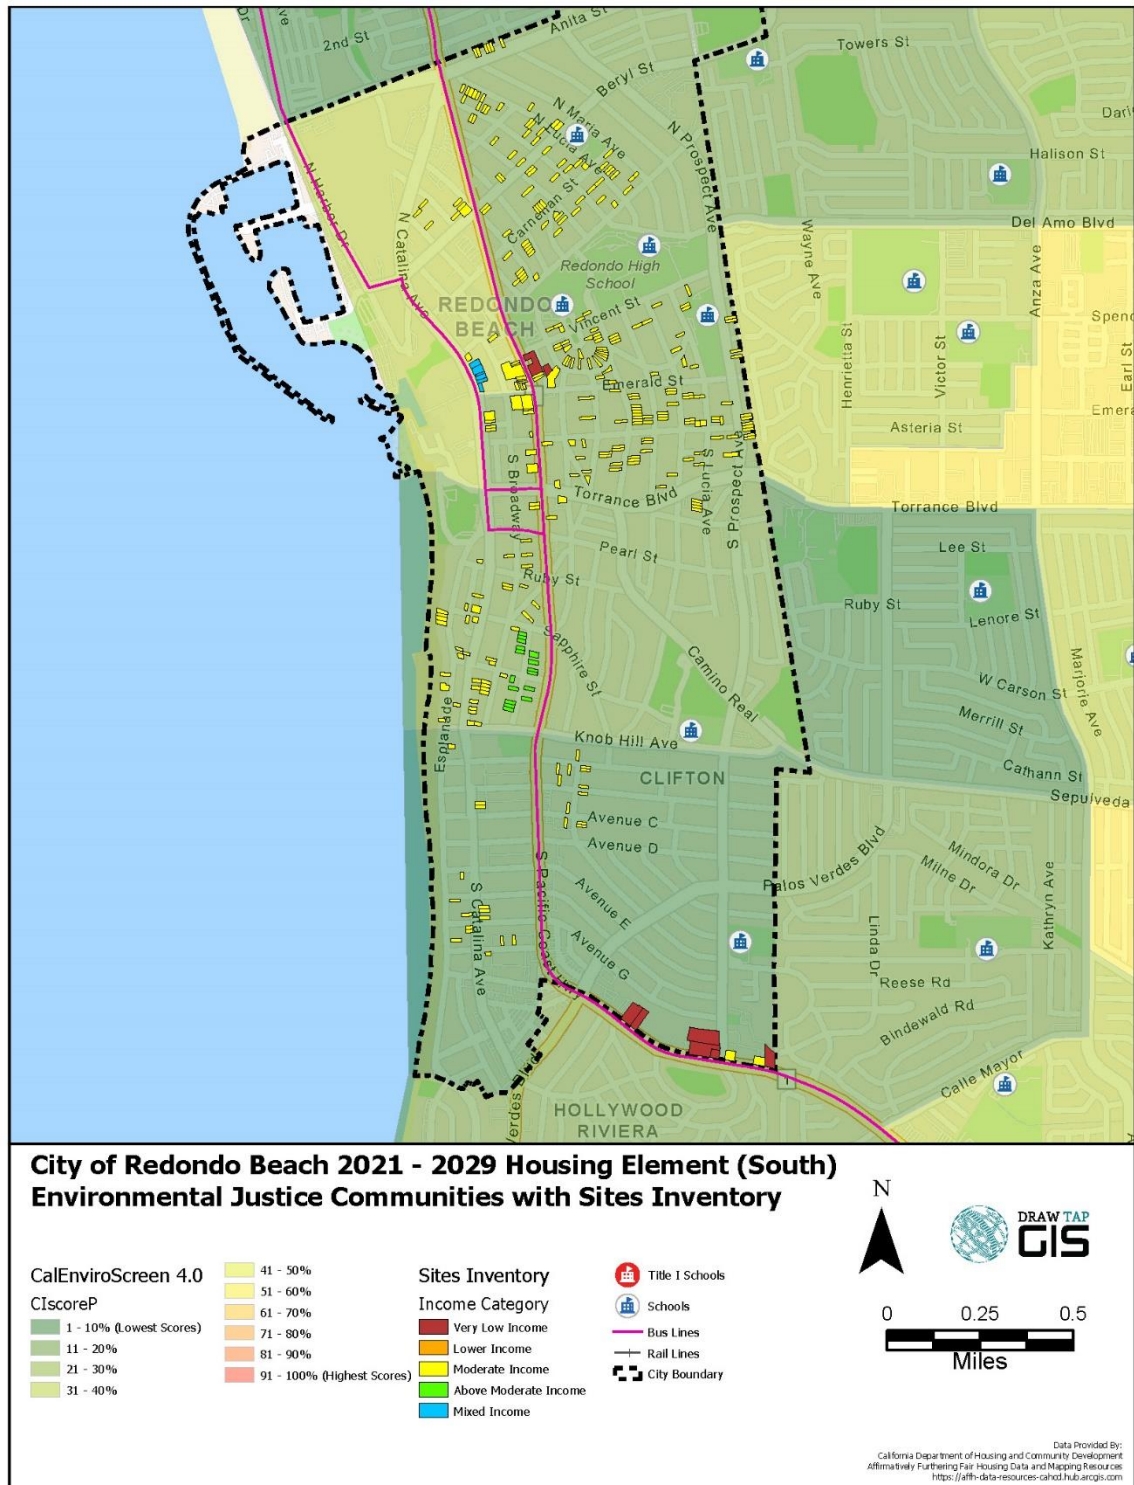 Anita St
2nd St
Ave
Dr
Towers St
Beryl St
N Maria Ave
N Lucia Ave
N Prospect Ave
Halison St
Carnelian St
Del Amo Blvd
N Harbor Dr
N Catalina Ave
Wayne Ave
Anza Ave
Redondo High
School
REDONDO
BEACH
Vincent St
Henrietta St
Victor St
Earl St
Emerald St
Asteria St
S Broadway
S Lucia Ave
S Prospect Ave
Torrance Blvd
Torrance Blvd
Pearl St
Lee St
Ruby St
Ruby St
Lenore St
Sapphire St
Camino Real
W Carson St
Marjorie Ave
Merrill St
Esplanade
Knob Hill Ave
Cathann St
CLIFTON
Sepulveda
Avenue C
Avenue D
Palos Verdes Blvd
Mindora Dr
Milne Dr
S Pacific Coast Hwy
S Catalina Ave
Avenue E
Avenue G
Linda Dr
Kathryn Ave
Reese Rd
Bindewald Rd
Calle Mayor
HOLLYWOOD
RIVIERA
City of Redondo Beach 2021 - 2029 Housing Element (South)
Environmental Justice Communities with Sites Inventory
N
DRAW TAP
GIS
CalEnviroScreen 4.0
CIscoreP
1 - 10% (Lowest Scores)
11 - 20%
21 - 30%
31 - 40%
41 - 50%
51 - 60%
61 - 70%
71 - 80%
81 - 90%
91 - 100% (Highest Scores)
Sites Inventory
Income Category
Very Low Income
Lower Income
Moderate Income
Above Moderate Income
Mixed Income
Title I Schools
Schools
Bus Lines
Rail Lines
City Boundary
0 0.25 0.5
Miles
Data Provided By:
California Department of Housing and Community Development
Affirmatively Furthering Fair Housing Data and Mapping Resources
https://affh-data-resources-cahcd.hub.arcgis.com